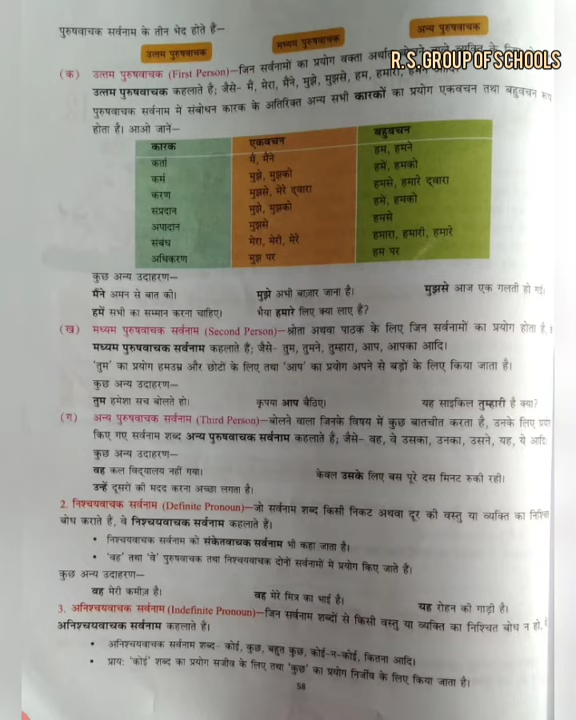 पुरुषवाचक सर्वनाम के तीन भेद होते हैं—
उत्तम पुरुषवाचक मध्यम पुरुषवाचक अन्य पुरुषवाचक
R.S.GROUP OF SCHOOLS
(क) उत्तम पुरुषवाचक (First Person)—जिन सर्वनामों का प्रयोग वक्ता अर्थात
उत्तम पुरुषवाचक कहलाते हैं; जैसे- मैं, मेरा, मैंने, मुझे, मुझसे, हम, हमारा, हमने आदि।
पुरुषवाचक सर्वनाम में संबोधन कारक के अतिरिक्त अन्य सभी कारकों का प्रयोग एकवचन तथा बहुवचन रूप
होता है। आओ जानें—
कारक एकवचन बहुवचन
कर्ता मैं, मैंने हम, हमने
कर्म मुझे, मुझको हमें, हमको
करण मुझसे, मेरे द्वारा हमसे, हमारे द्वारा
संप्रदान मुझे, मुझको हमें, हमको
अपादान मुझसे हमसे
संबंध मेरा, मेरी, मेरे हमारा, हमारी, हमारे
अधिकरण मुझ पर हम पर
कुछ अन्य उदाहरण—
मैंने अमन से बात की। मुझे अभी बाज़ार जाना है। मुझसे आज एक गलती हो गई।
हमें सभी का सम्मान करना चाहिए। भैया हमारे लिए क्या लाए हैं?
(ख) मध्यम पुरुषवाचक सर्वनाम (Second Person)—श्रोता अथवा पाठक के लिए जिन सर्वनामों का प्रयोग होता है,
मध्यम पुरुषवाचक सर्वनाम कहलाते हैं; जैसे- तुम, तुमने, तुम्हारा, आप, आपका आदि।
'तुम' का प्रयोग हमउम्र और छोटों के लिए तथा 'आप' का प्रयोग अपने से बड़ों के लिए किया जाता है।
कुछ अन्य उदाहरण—
तुम हमेशा सच बोलते हो। कृपया आप बैठिए। यह साइकिल तुम्हारी है क्या?
(ग) अन्य पुरुषवाचक सर्वनाम (Third Person)—बोलने वाला जिनके विषय में कुछ बातचीत करता है, उनके लिए प्रयोग
किए गए सर्वनाम शब्द अन्य पुरुषवाचक सर्वनाम कहलाते हैं; जैसे- वह, वे उसका, उनका, उसने, यह, ये आदि
कुछ अन्य उदाहरण—
वह कल विद्यालय नहीं गया। केवल उसके लिए बस पूरे दस मिनट रुकी रही।
उन्हें दूसरों की मदद करना अच्छा लगता है।
2. निश्चयवाचक सर्वनाम (Definite Pronoun)—जो सर्वनाम शब्द किसी निकट अथवा दूर की वस्तु या व्यक्ति का निश्चित
बोध कराते हैं, वे निश्चयवाचक सर्वनाम कहलाते हैं।
• निश्चयवाचक सर्वनाम को संकेतवाचक सर्वनाम भी कहा जाता है।
• 'वह' तथा 'वे' पुरुषवाचक तथा निश्चयवाचक दोनों सर्वनामों में प्रयोग किए जाते हैं।
कुछ अन्य उदाहरण—
वह मेरी कमीज़ है। वह मेरे मित्र का भाई है। यह रोहन की गाड़ी है।
3. अनिश्चयवाचक सर्वनाम (Indefinite Pronoun)—जिन सर्वनाम शब्दों से किसी वस्तु या व्यक्ति का निश्चित बोध न हो,
अनिश्चयवाचक सर्वनाम कहलाते हैं।
• अनिश्चयवाचक सर्वनाम शब्द- कोई, कुछ, बहुत कुछ, कोई-न-कोई, कितना आदि।
• प्रायः 'कोई' शब्द का प्रयोग सजीव के लिए तथा 'कुछ' का प्रयोग निर्जीव के लिए किया जाता है।
58